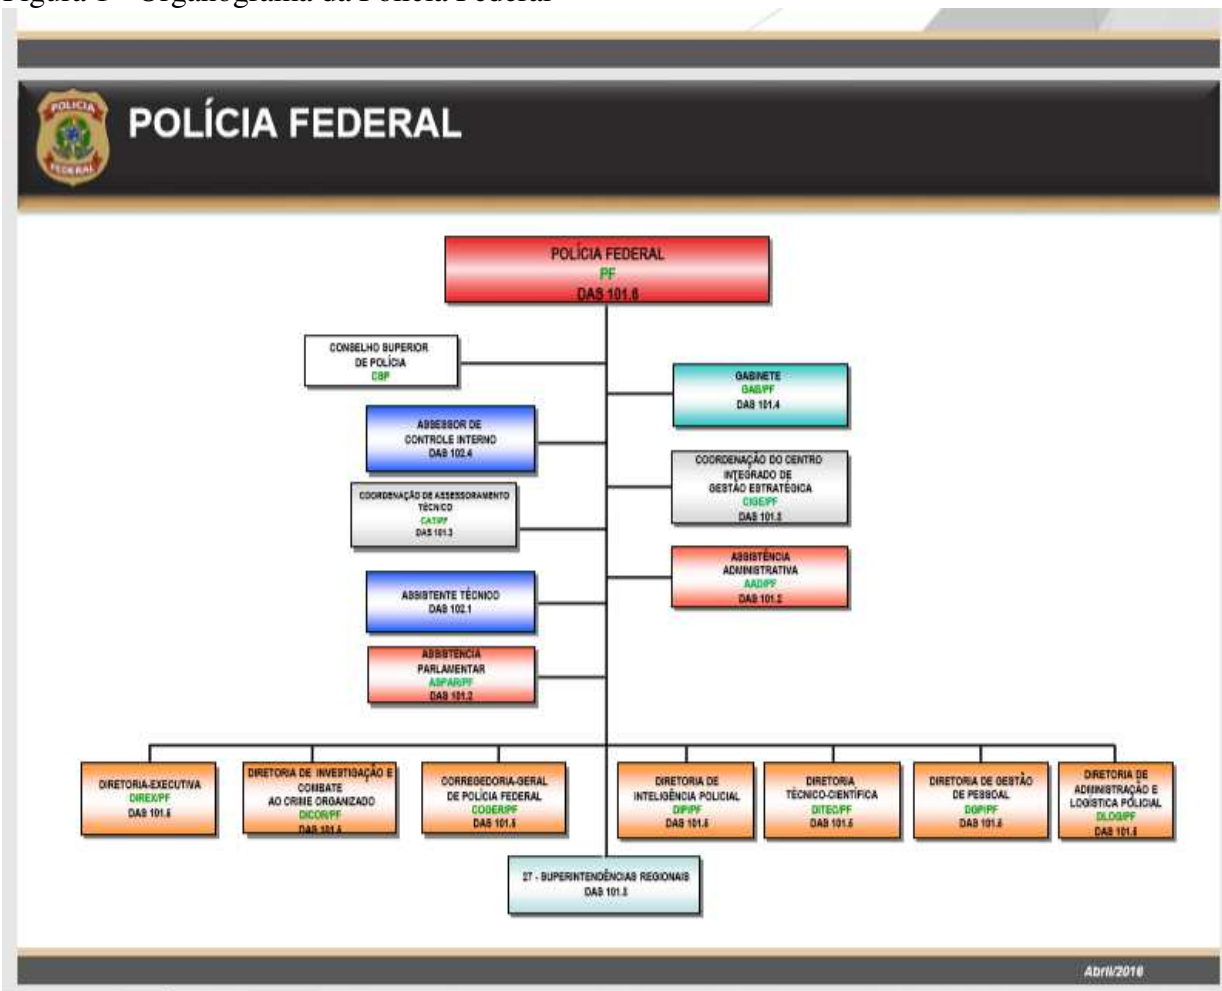 Figura 1 - Organograma da Polícia Federal
POLICIA
FEDERAL
POLÍCIA FEDERAL
POLÍCIA FEDERAL
PF
DAS 101.6
CONSELHO SUPERIOR
DE POLÍCIA
CSP
GABINETE
GAB/PF
DAS 101.4
ASSESSOR DE
CONTROLE INTERNO
DAS 102.4
COORDENAÇÃO DO CENTRO
INTEGRADO DE
GESTÃO ESTRATÉGICA
CIGE/PF
DAS 101.3
COORDENAÇÃO DE ASSESSORAMENTO
TÉCNICO
CAT/PF
DAS 101.3
ASSISTÊNCIA
ADMINISTRATIVA
AAD/PF
DAS 101.2
ASSISTENTE TÉCNICO
DAS 102.1
ASSISTENCIA
PARLAMENTAR
ASPAR/PF
DAS 101.2
DIRETORIA-EXECUTIVA
DIREX/PF
DAS 101.5
DIRETORIA DE INVESTIGAÇÃO E
COMBATE
AO CRIME ORGANIZADO
DICOR/PF
DAS 101.5
CORREGEDORIA-GERAL
DE POLÍCIA FEDERAL
COGER/PF
DAS 101.5
DIRETORIA DE
INTELIGÊNCIA POLICIAL
DIP/PF
DAS 101.5
DIRETORIA
TÉCNICO-CIENTÍFICA
DITEC/PF
DAS 101.5
DIRETORIA DE GESTÃO
DE PESSOAL
DGP/PF
DAS 101.5
DIRETORIA DE
ADMINISTRAÇÃO E
LOGÍSTICA POLICIAL
DLOG/PF
DAS 101.5
27 - SUPERINTENDÊNCIAS REGIONAIS
DAS 101.3
Abril/2016